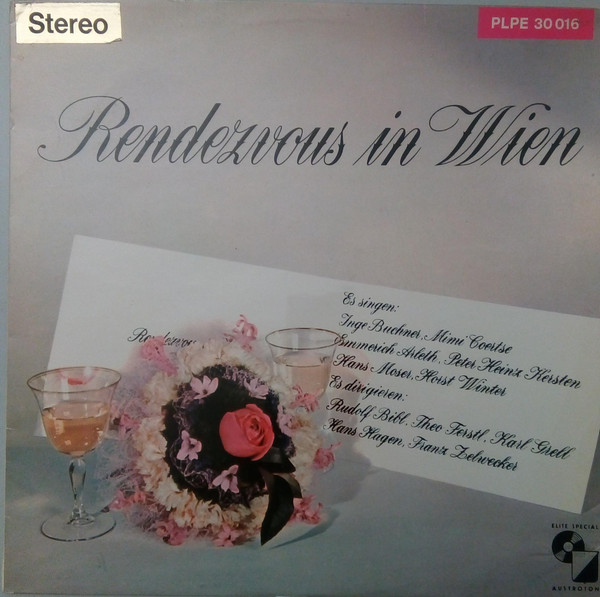 Stereo
PLPE 30 016
Rendezvous in Wien
Es singen:
Inge Buchner, Mimi Coertse
Emmerich Arleth, Peter Heinz Kersten
Hans Moser, Horst Winter
Es dirigieren:
Rudolf Bibl, Theo Ferstl, Karl Grell
Hans Hagen, Franz Zelwecker
Rendezvou
ELITE SPECIAL
AUSTROTON